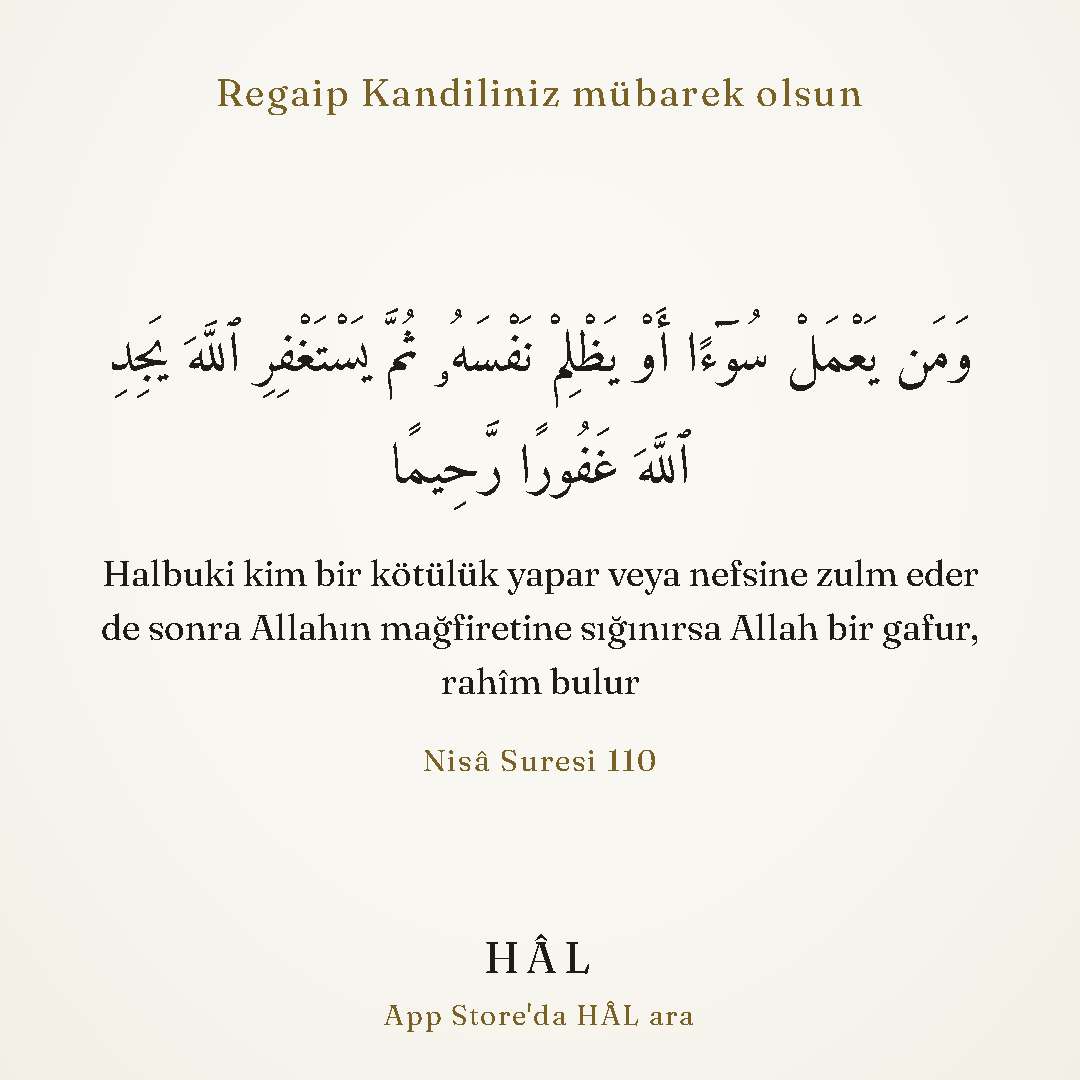 Regaip Kandiliniz mübarek olsun
وَمَن يَعْمَلْ سُوٓءًا أَوْ يَظْلِمْ نَفْسَهُۥ ثُمَّ يَسْتَغْفِرِ ٱللَّهَ يَجِدِ
ٱللَّهَ غَفُورًا رَّحِيمًا
Halbuki kim bir kötülük yapar veya nefsine zulm eder
de sonra Allahın mağfiretine sığınırsa Allah bir gafur,
rahîm bulur
Nisâ Suresi 110
HÂL
App Store'da HÂL ara